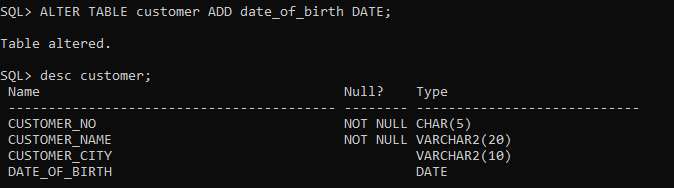 SQL> ALTER TABLE customer ADD date_of_birth DATE;
Table altered.
SQL> desc customer;
Name                                      Null?    Type
----------------------------------------- -------- ----------------------------
CUSTOMER_NO                               NOT NULL CHAR(5)
CUSTOMER_NAME                             NOT NULL VARCHAR2(20)
CUSTOMER_CITY                                      VARCHAR2(10)
DATE_OF_BIRTH                                      DATE